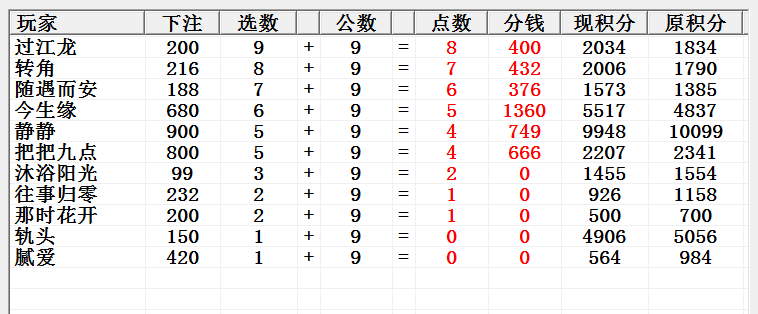 玩家 下注 选数 公数 点数 分钱 现积分 原积分
过江龙 200 9 + 9 = 8 400 2034 1834
转角 216 8 + 9 = 7 432 2006 1790
随遇而安 188 7 + 9 = 6 376 1573 1385
今生缘 680 6 + 9 = 5 1360 5517 4837
静静 900 5 + 9 = 4 749 9948 10099
把把九点 800 5 + 9 = 4 666 2207 2341
沐浴阳光 99 3 + 9 = 2 0 1455 1554
往事归零 232 2 + 9 = 1 0 926 1158
那时花开 200 2 + 9 = 1 0 500 700
轨头 150 1 + 9 = 0 0 4906 5056
腻爱 420 1 + 9 = 0 0 564 984